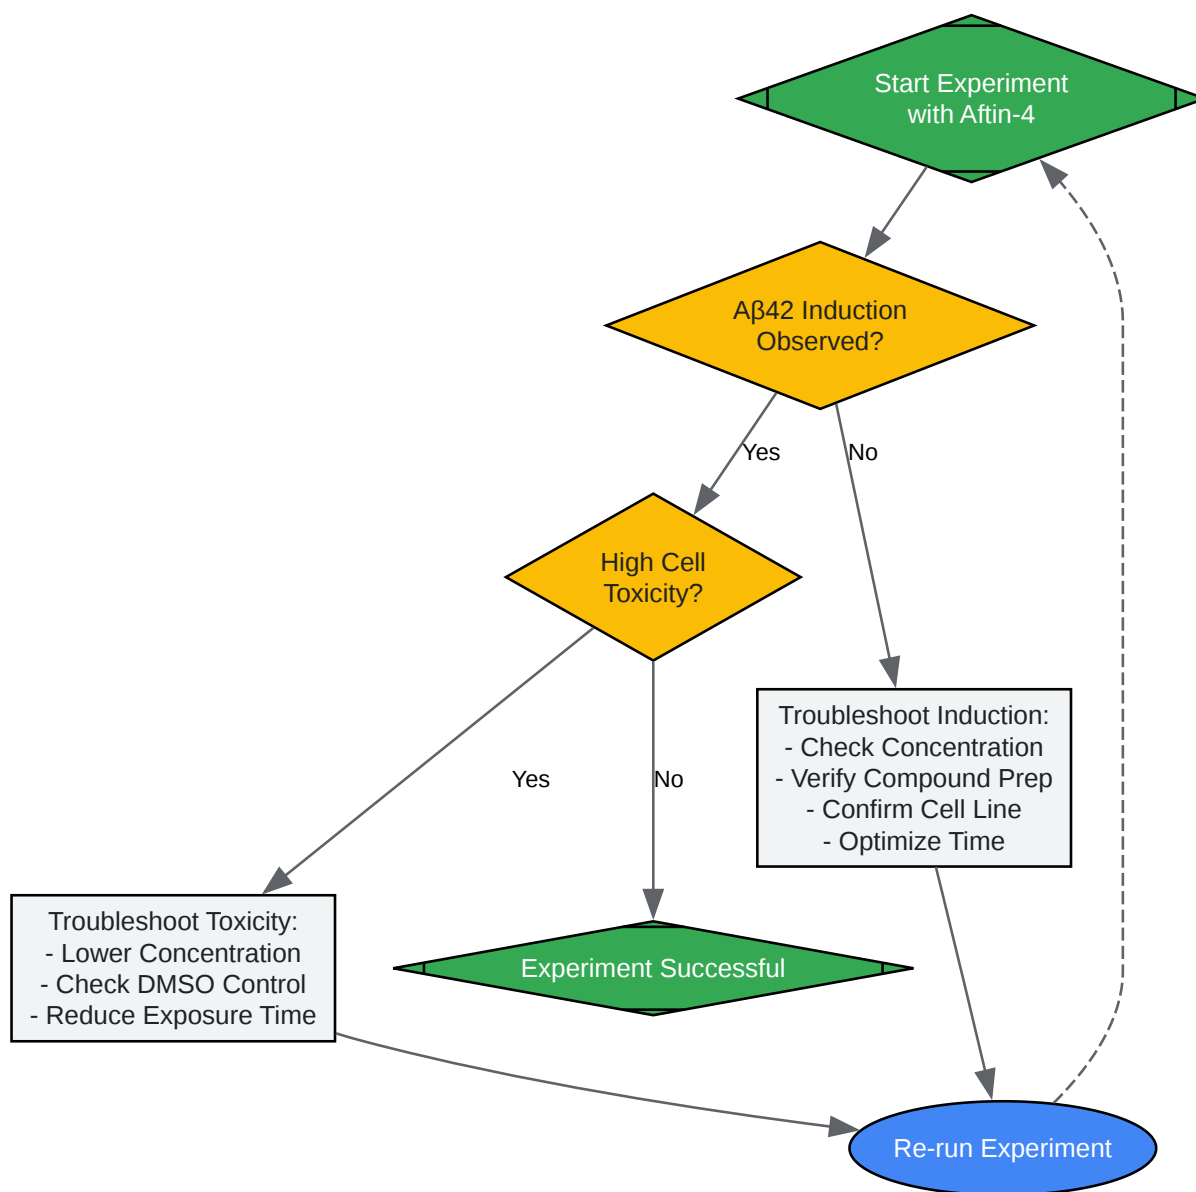 Start Experiment
with Aftin-4
Aβ42 Induction
Observed?
Yes
No
High Cell
Toxicity?
Troubleshoot Induction:
- Check Concentration
- Verify Compound Prep
- Confirm Cell Line
- Optimize Time
Yes
No
Troubleshoot Toxicity:
- Lower Concentration
- Check DMSO Control
- Reduce Exposure Time
Experiment Successful
Re-run Experiment